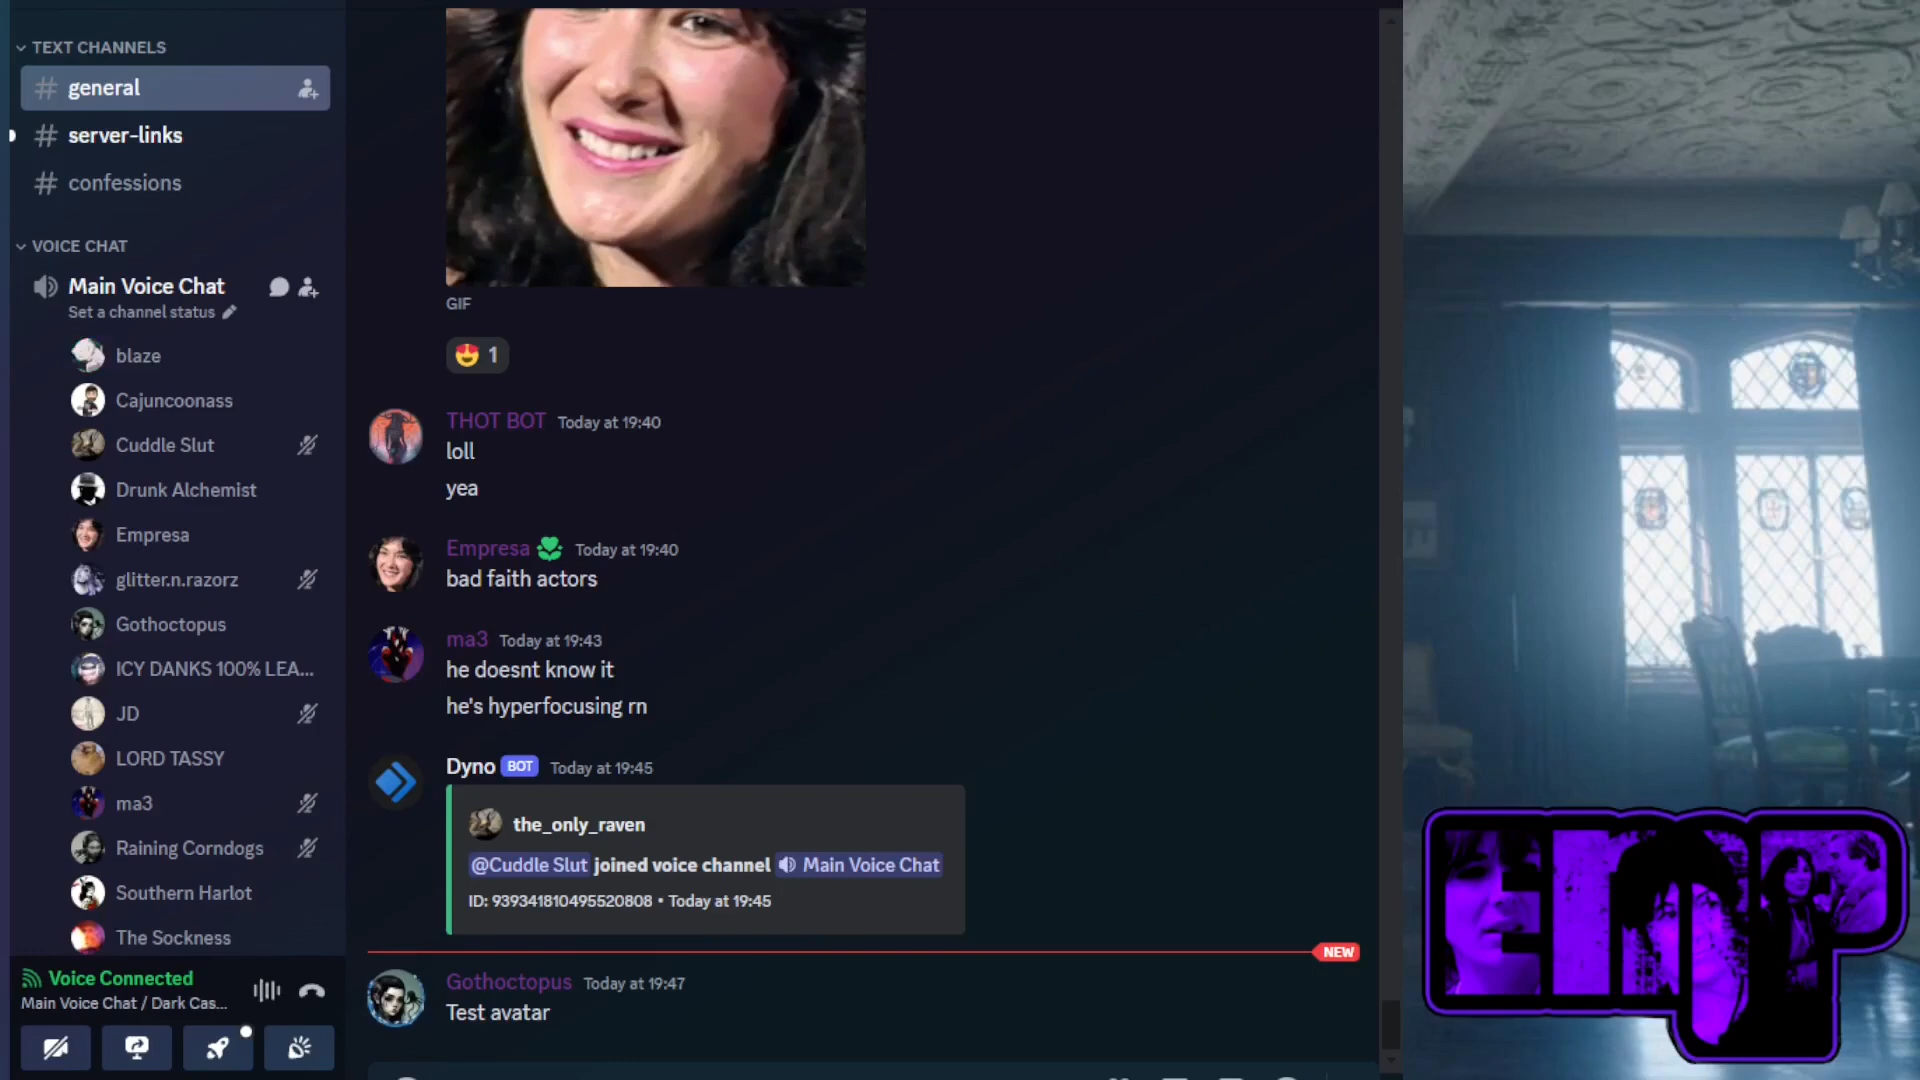 TEXT CHANNELS
general
server-links
confessions
VOICE CHAT
Main Voice Chat
Set a channel status
blaze
Cajuncoonass
Cuddle Slut
Drunk Alchemist
Empresa
glitter.n.razorz
Gothoctopus
ICY DANKS 100% LEA...
JD
LORD TASSY
ma3
Raining Corndogs
Southern Harlot
The Sockness
Voice Connected
Main Voice Chat / Dark Cas...
GIF
1
THOT BOT Today at 19:40
loll
yea
Empresa Today at 19:40
bad faith actors
ma3 Today at 19:43
he doesnt know it
he's hyperfocusing rn
Dyno BOT Today at 19:45
the_only_raven
@Cuddle Slut joined voice channel Main Voice Chat
ID: 939341810495520808 • Today at 19:45
NEW
Gothoctopus Today at 19:47
Test avatar
EMP